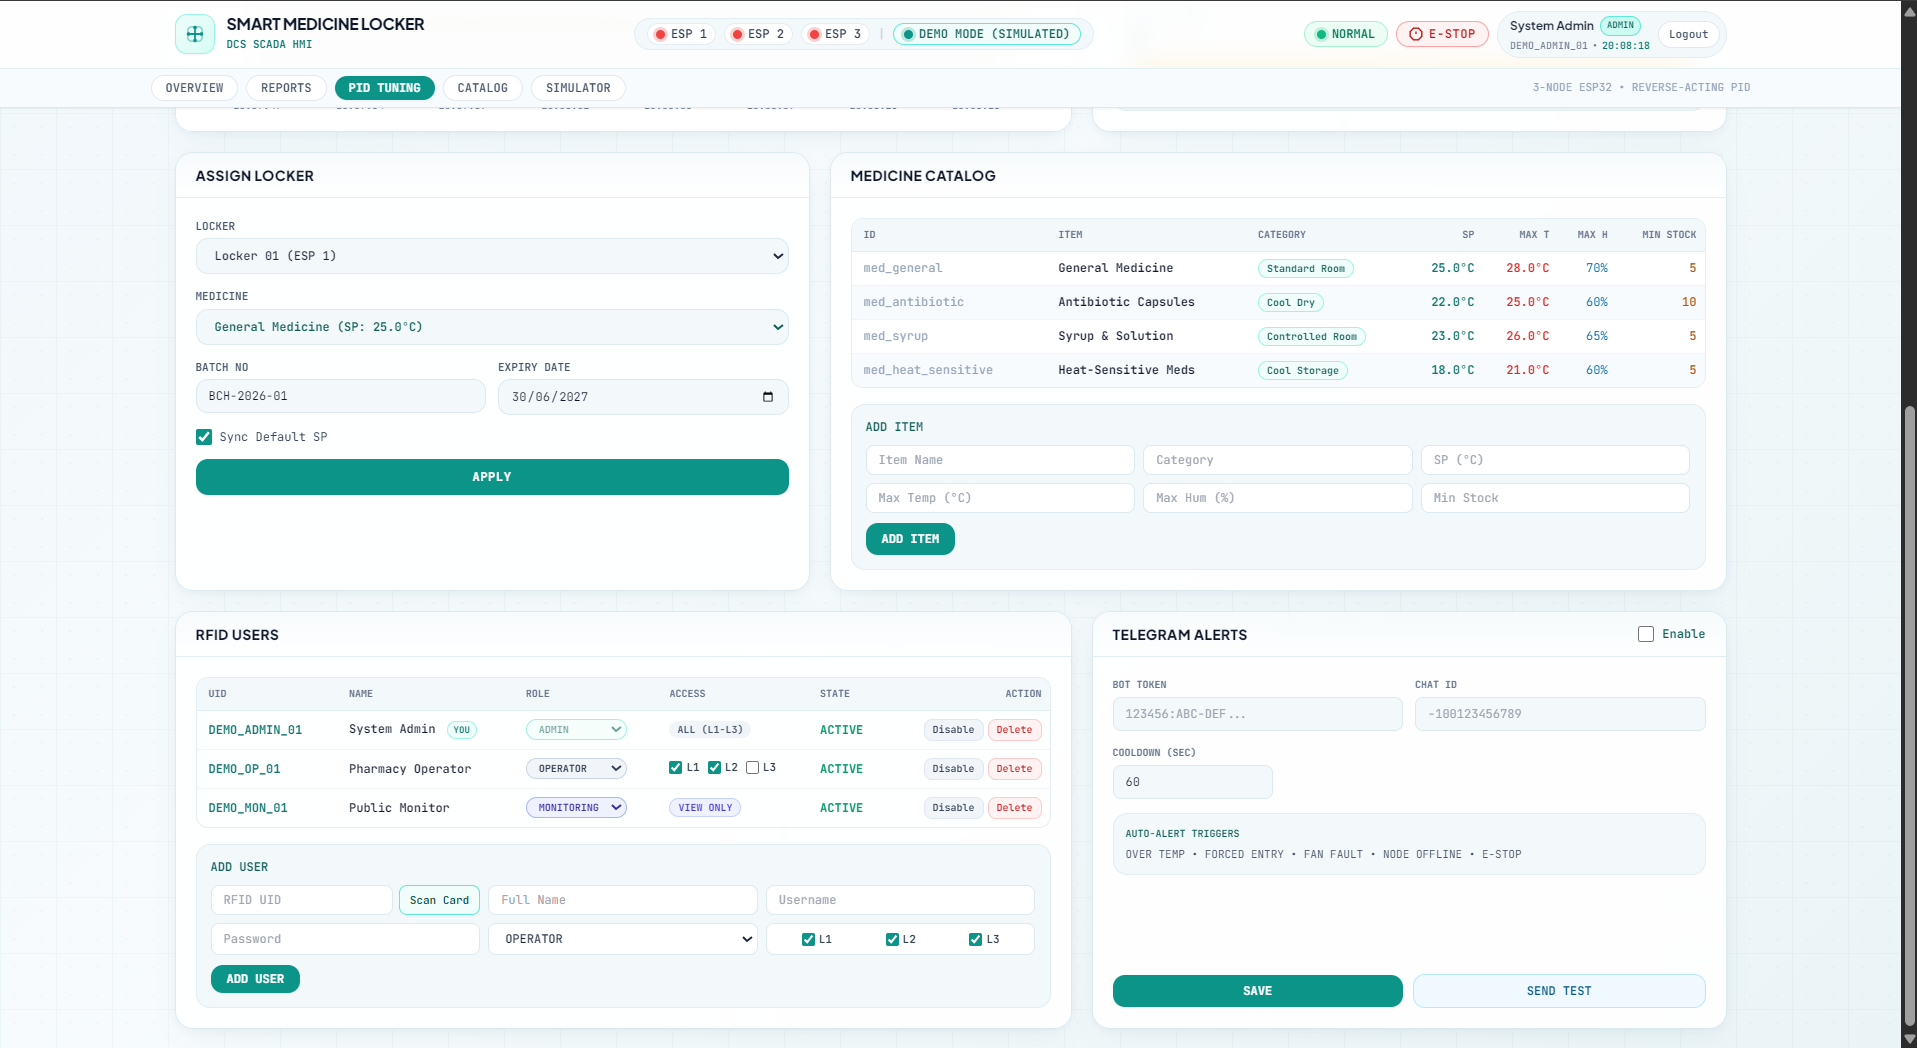 SMART MEDICINE LOCKER
DCS SCADA HMI
ESP 1
ESP 2
ESP 3
|
DEMO MODE (SIMULATED)
NORMAL
E-STOP
System Admin ADMIN
DEMO_ADMIN_01 • 20:08:18
Logout
OVERVIEW
REPORTS
PID TUNING
CATALOG
SIMULATOR
3-NODE ESP32 • REVERSE-ACTING PID
ASSIGN LOCKER
LOCKER
Locker 01 (ESP 1)
MEDICINE
General Medicine (SP: 25.0°C)
BATCH NO EXPIRY DATE
BCH-2026-01 30/06/2027
Sync Default SP
APPLY
MEDICINE CATALOG
ID ITEM CATEGORY SP MAX T MAX H MIN STOCK
med_general General Medicine Standard Room 25.0°C 28.0°C 70% 5
med_antibiotic Antibiotic Capsules Cool Dry 22.0°C 25.0°C 60% 10
med_syrup Syrup & Solution Controlled Room 23.0°C 26.0°C 65% 5
med_heat_sensitive Heat-Sensitive Meds Cool Storage 18.0°C 21.0°C 60% 5
ADD ITEM
Item Name Category SP (°C)
Max Temp (°C) Max Hum (%) Min Stock
ADD ITEM
RFID USERS
UID NAME ROLE ACCESS STATE ACTION
DEMO_ADMIN_01 System Admin YOU ADMIN ALL (L1-L3) ACTIVE Disable Delete
DEMO_OP_01 Pharmacy Operator OPERATOR L1 L2 L3 ACTIVE Disable Delete
DEMO_MON_01 Public Monitor MONITORING VIEW ONLY ACTIVE Disable Delete
ADD USER
RFID UID Scan Card Full Name Username
Password OPERATOR L1 L2 L3
ADD USER
TELEGRAM ALERTS
Enable
BOT TOKEN CHAT ID
123456:ABC-DEF... -100123456789
COOLDOWN (SEC)
60
AUTO-ALERT TRIGGERS
OVER TEMP • FORCED ENTRY • FAN FAULT • NODE OFFLINE • E-STOP
SAVE SEND TEST